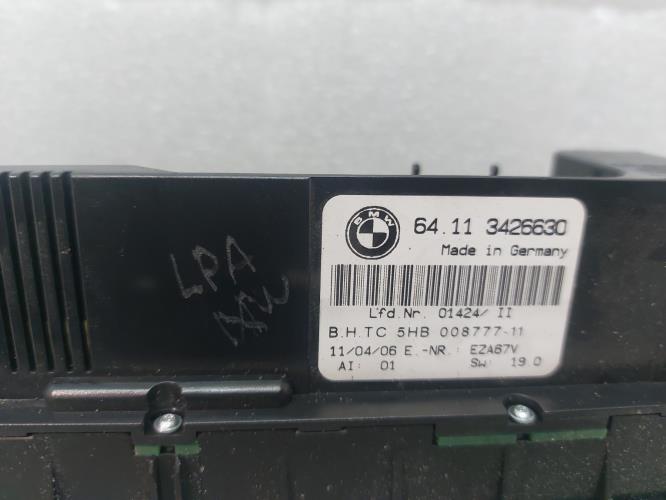 BMW
64.11 3426630
Made in Germany
Lfd.Nr. 01424/ II
B.H.TC 5HB 008777-11
11/04/06 E.-NR.: EZA67V
AI: 01 SW: 19.0
LPA